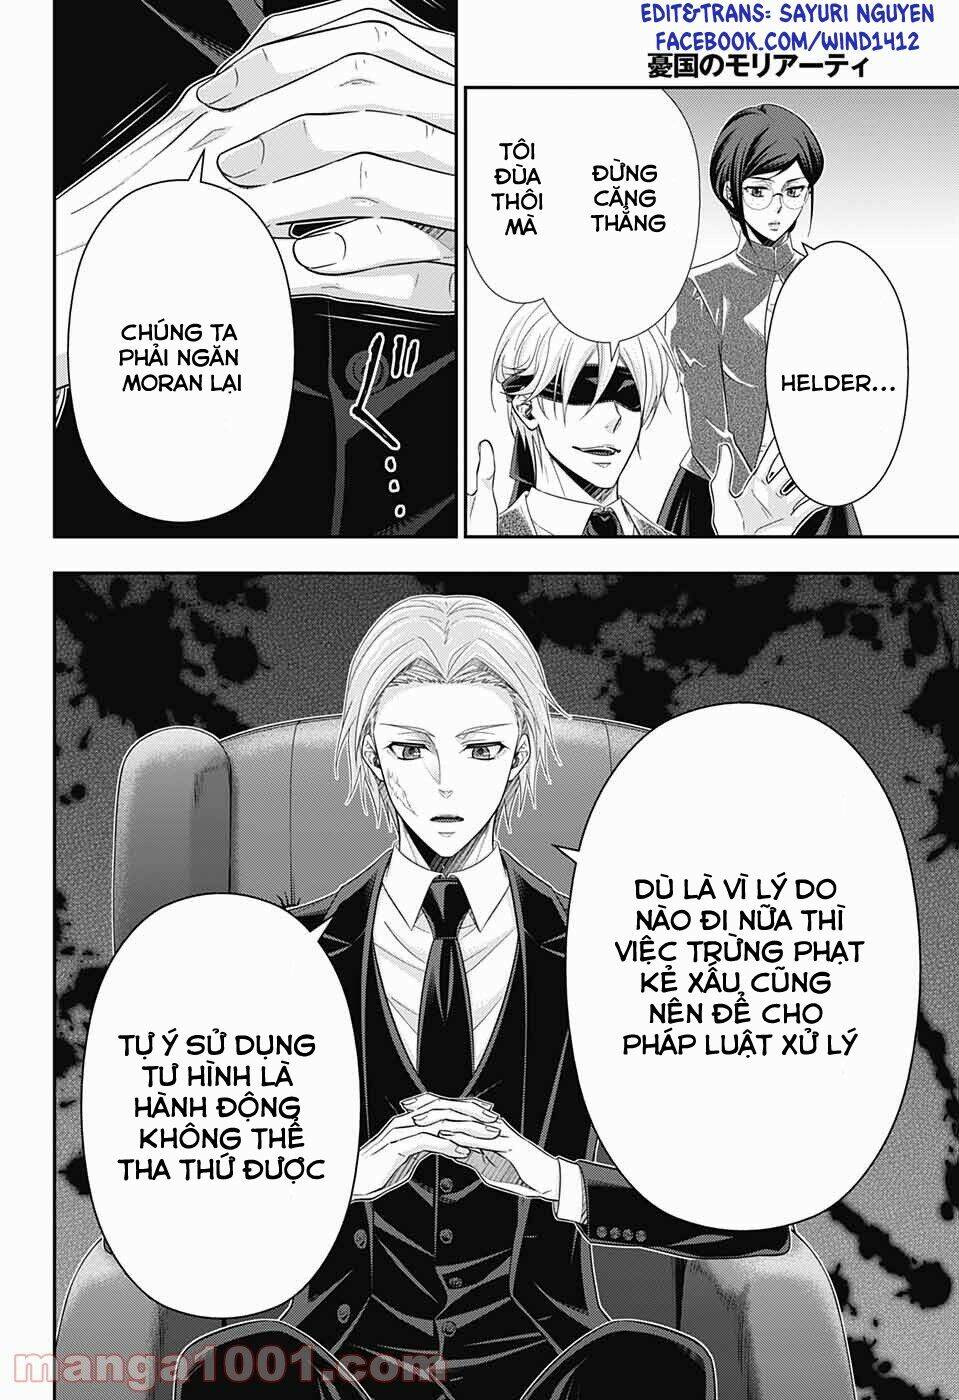 EDIT&TRANS: SAYURI NGUYEN
FACEBOOK.COM/WIND1412
憂国のモリアーティ
HELDER...
ĐỪNG
CĂNG
THẲNG
TÔI
ĐÙA
THÔI
MÀ
CHÚNG TA
PHẢI NGĂN
MORAN LẠI
DÙ LÀ VÌ LÝ DO
NÀO ĐI NỮA THÌ
VIỆC TRỪNG PHẠT
KẺ XẤU CŨNG
NÊN ĐỂ CHO
PHÁP LUẬT XỬ LÝ
TỰ Ý SỬ DỤNG
TƯ HÌNH LÀ
HÀNH ĐỘNG
KHÔNG THỂ
THA THỨ ĐƯỢC
manga1001.com